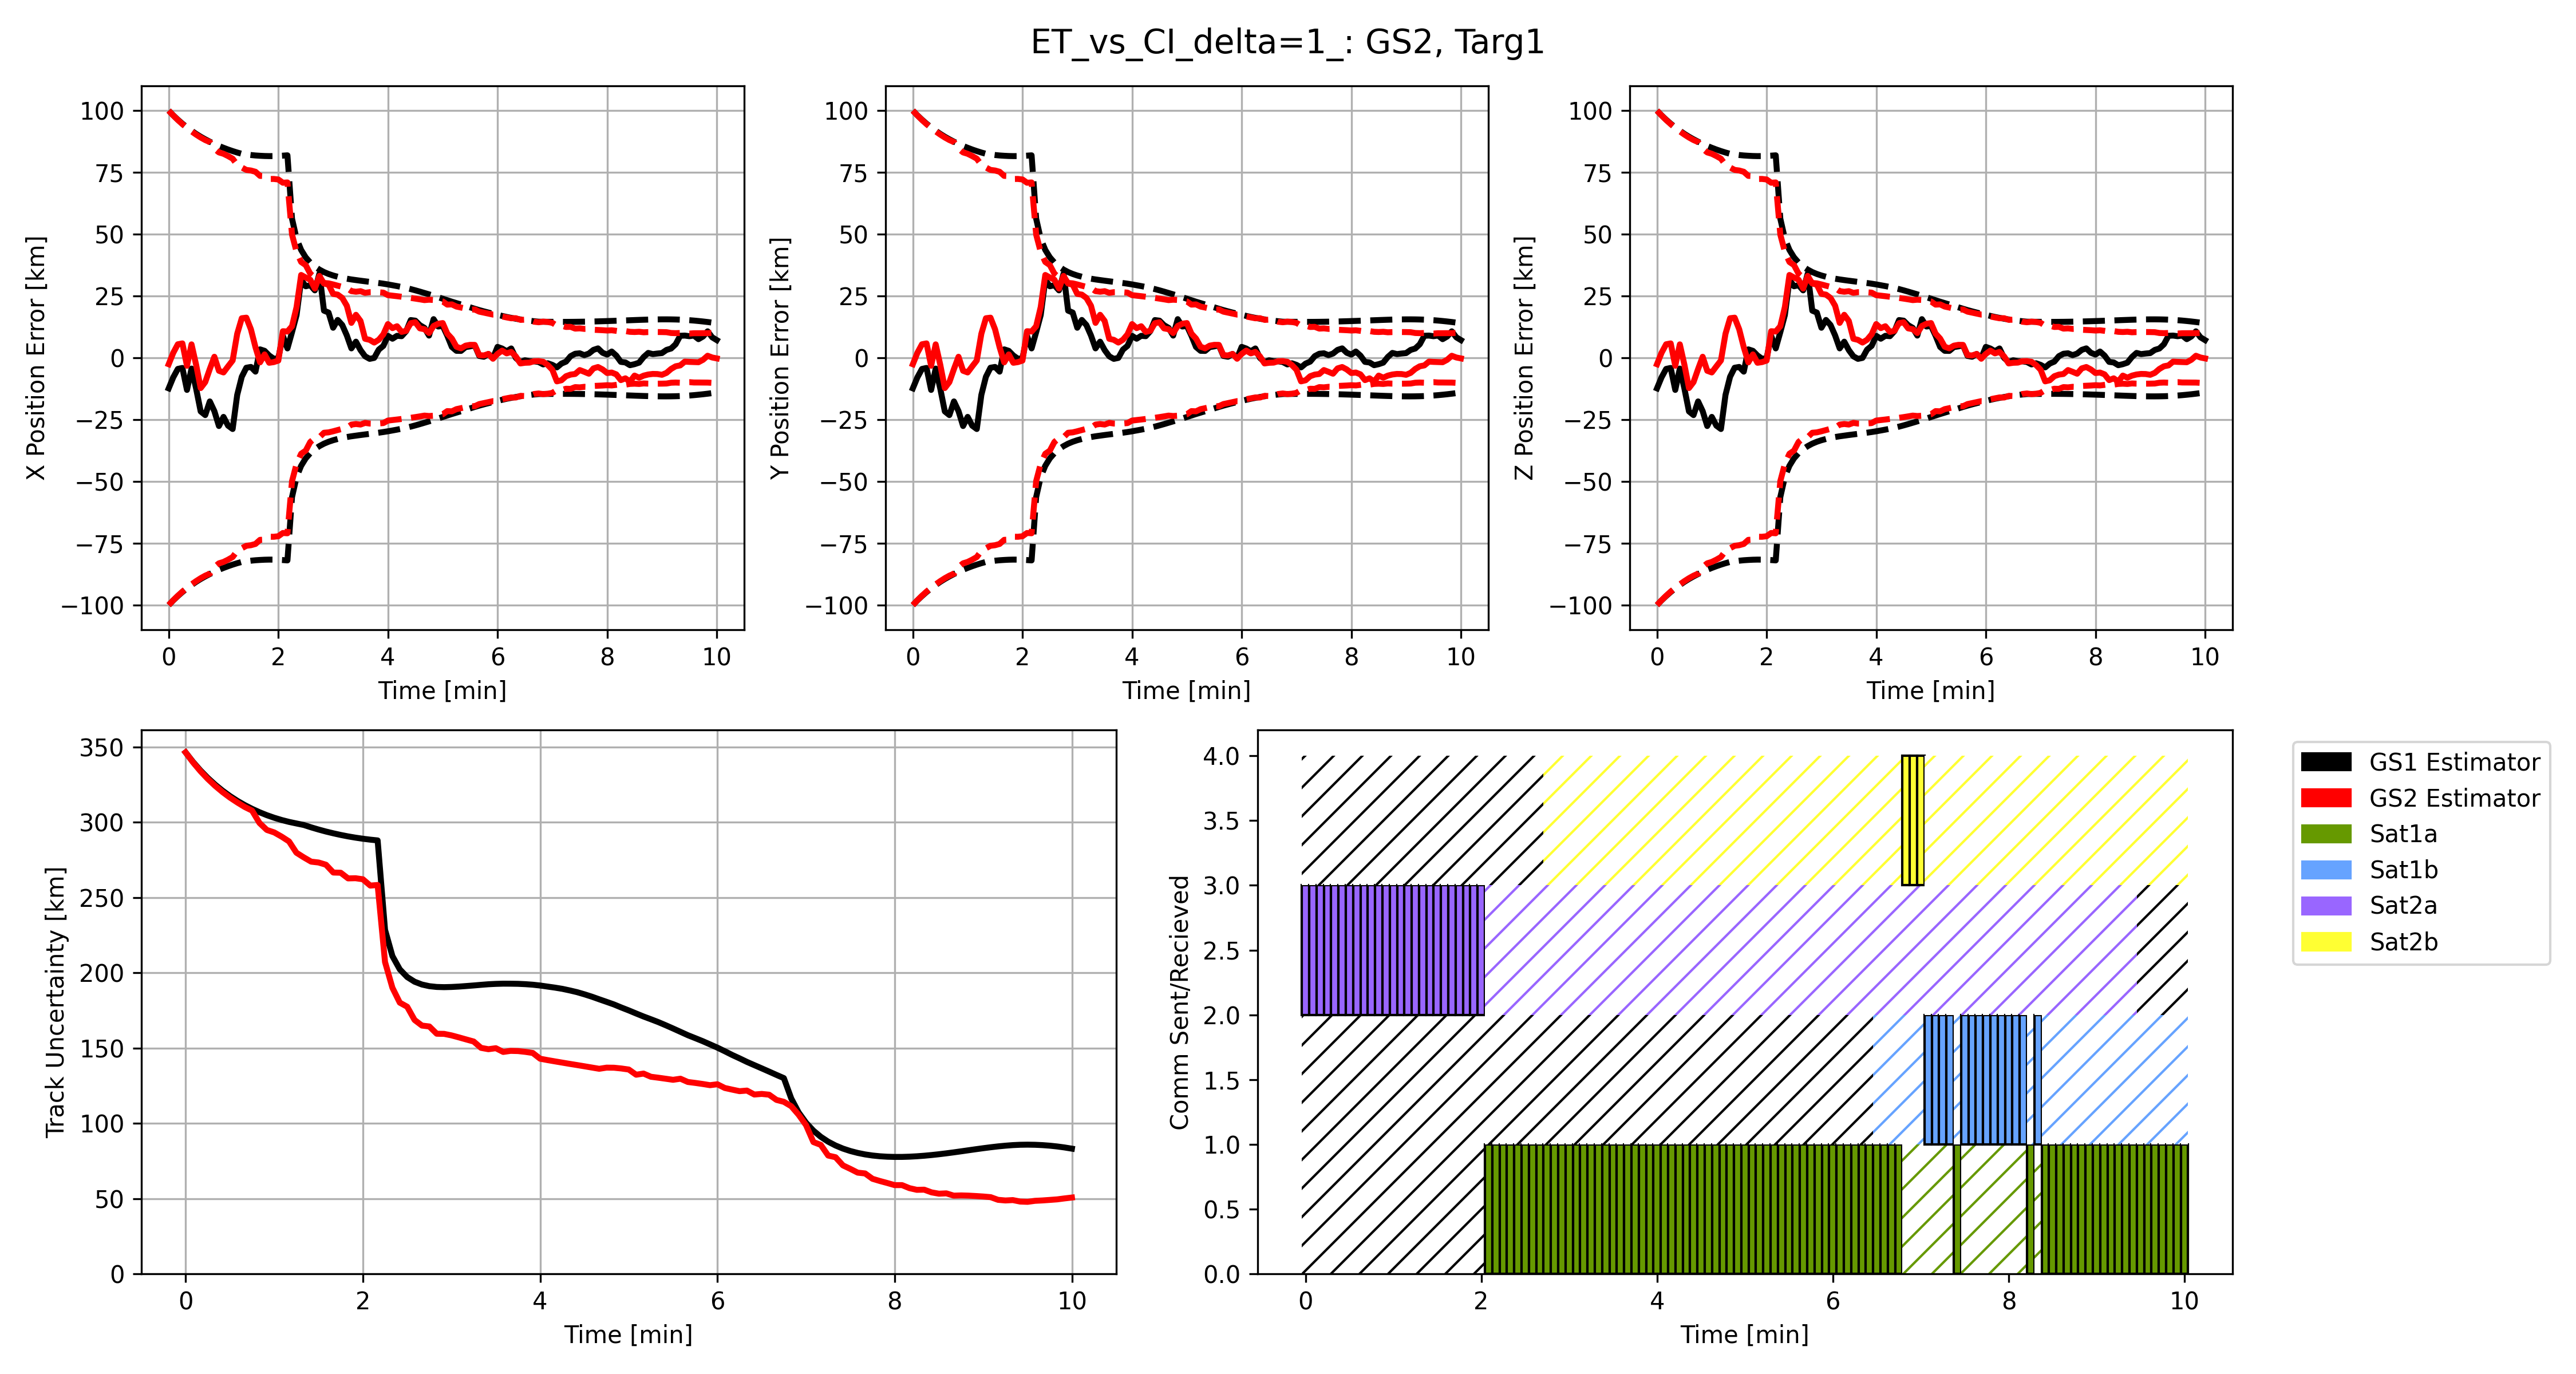 ET_vs_CI_delta=1_: GS2, Targ1
X Position Error [km]
100
75
50
25
0
−25
−50
−75
−100
0 2 4 6 8 10
Time [min]
Y Position Error [km]
100
75
50
25
0
−25
−50
−75
−100
0 2 4 6 8 10
Time [min]
Z Position Error [km]
100
75
50
25
0
−25
−50
−75
−100
0 2 4 6 8 10
Time [min]
Track Uncertainty [km]
350
300
250
200
150
100
50
0
0 2 4 6 8 10
Time [min]
Comm Sent/Recieved
4.0
3.5
3.0
2.5
2.0
1.5
1.0
0.5
0.0
0 2 4 6 8 10
Time [min]
GS1 Estimator
GS2 Estimator
Sat1a
Sat1b
Sat2a
Sat2b